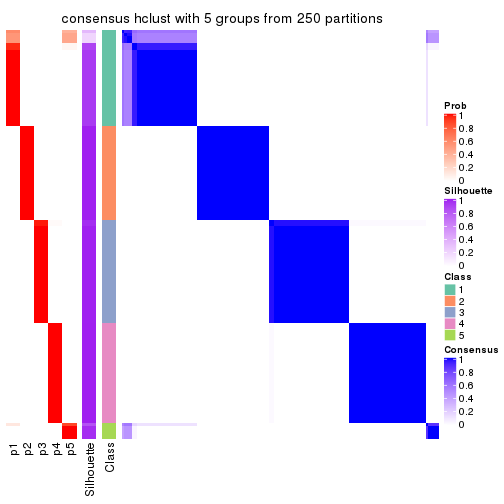 consensus hclust with 5 groups from 250 partitions
Prob
1
0.8
0.6
0.4
0.2
0
Silhouette
1
0.8
0.6
0.4
0.2
0
Class
1
2
3
4
5
Consensus
1
0.8
0.6
0.4
0.2
0
p1
p2
p3
p4
p5
Silhouette
Class